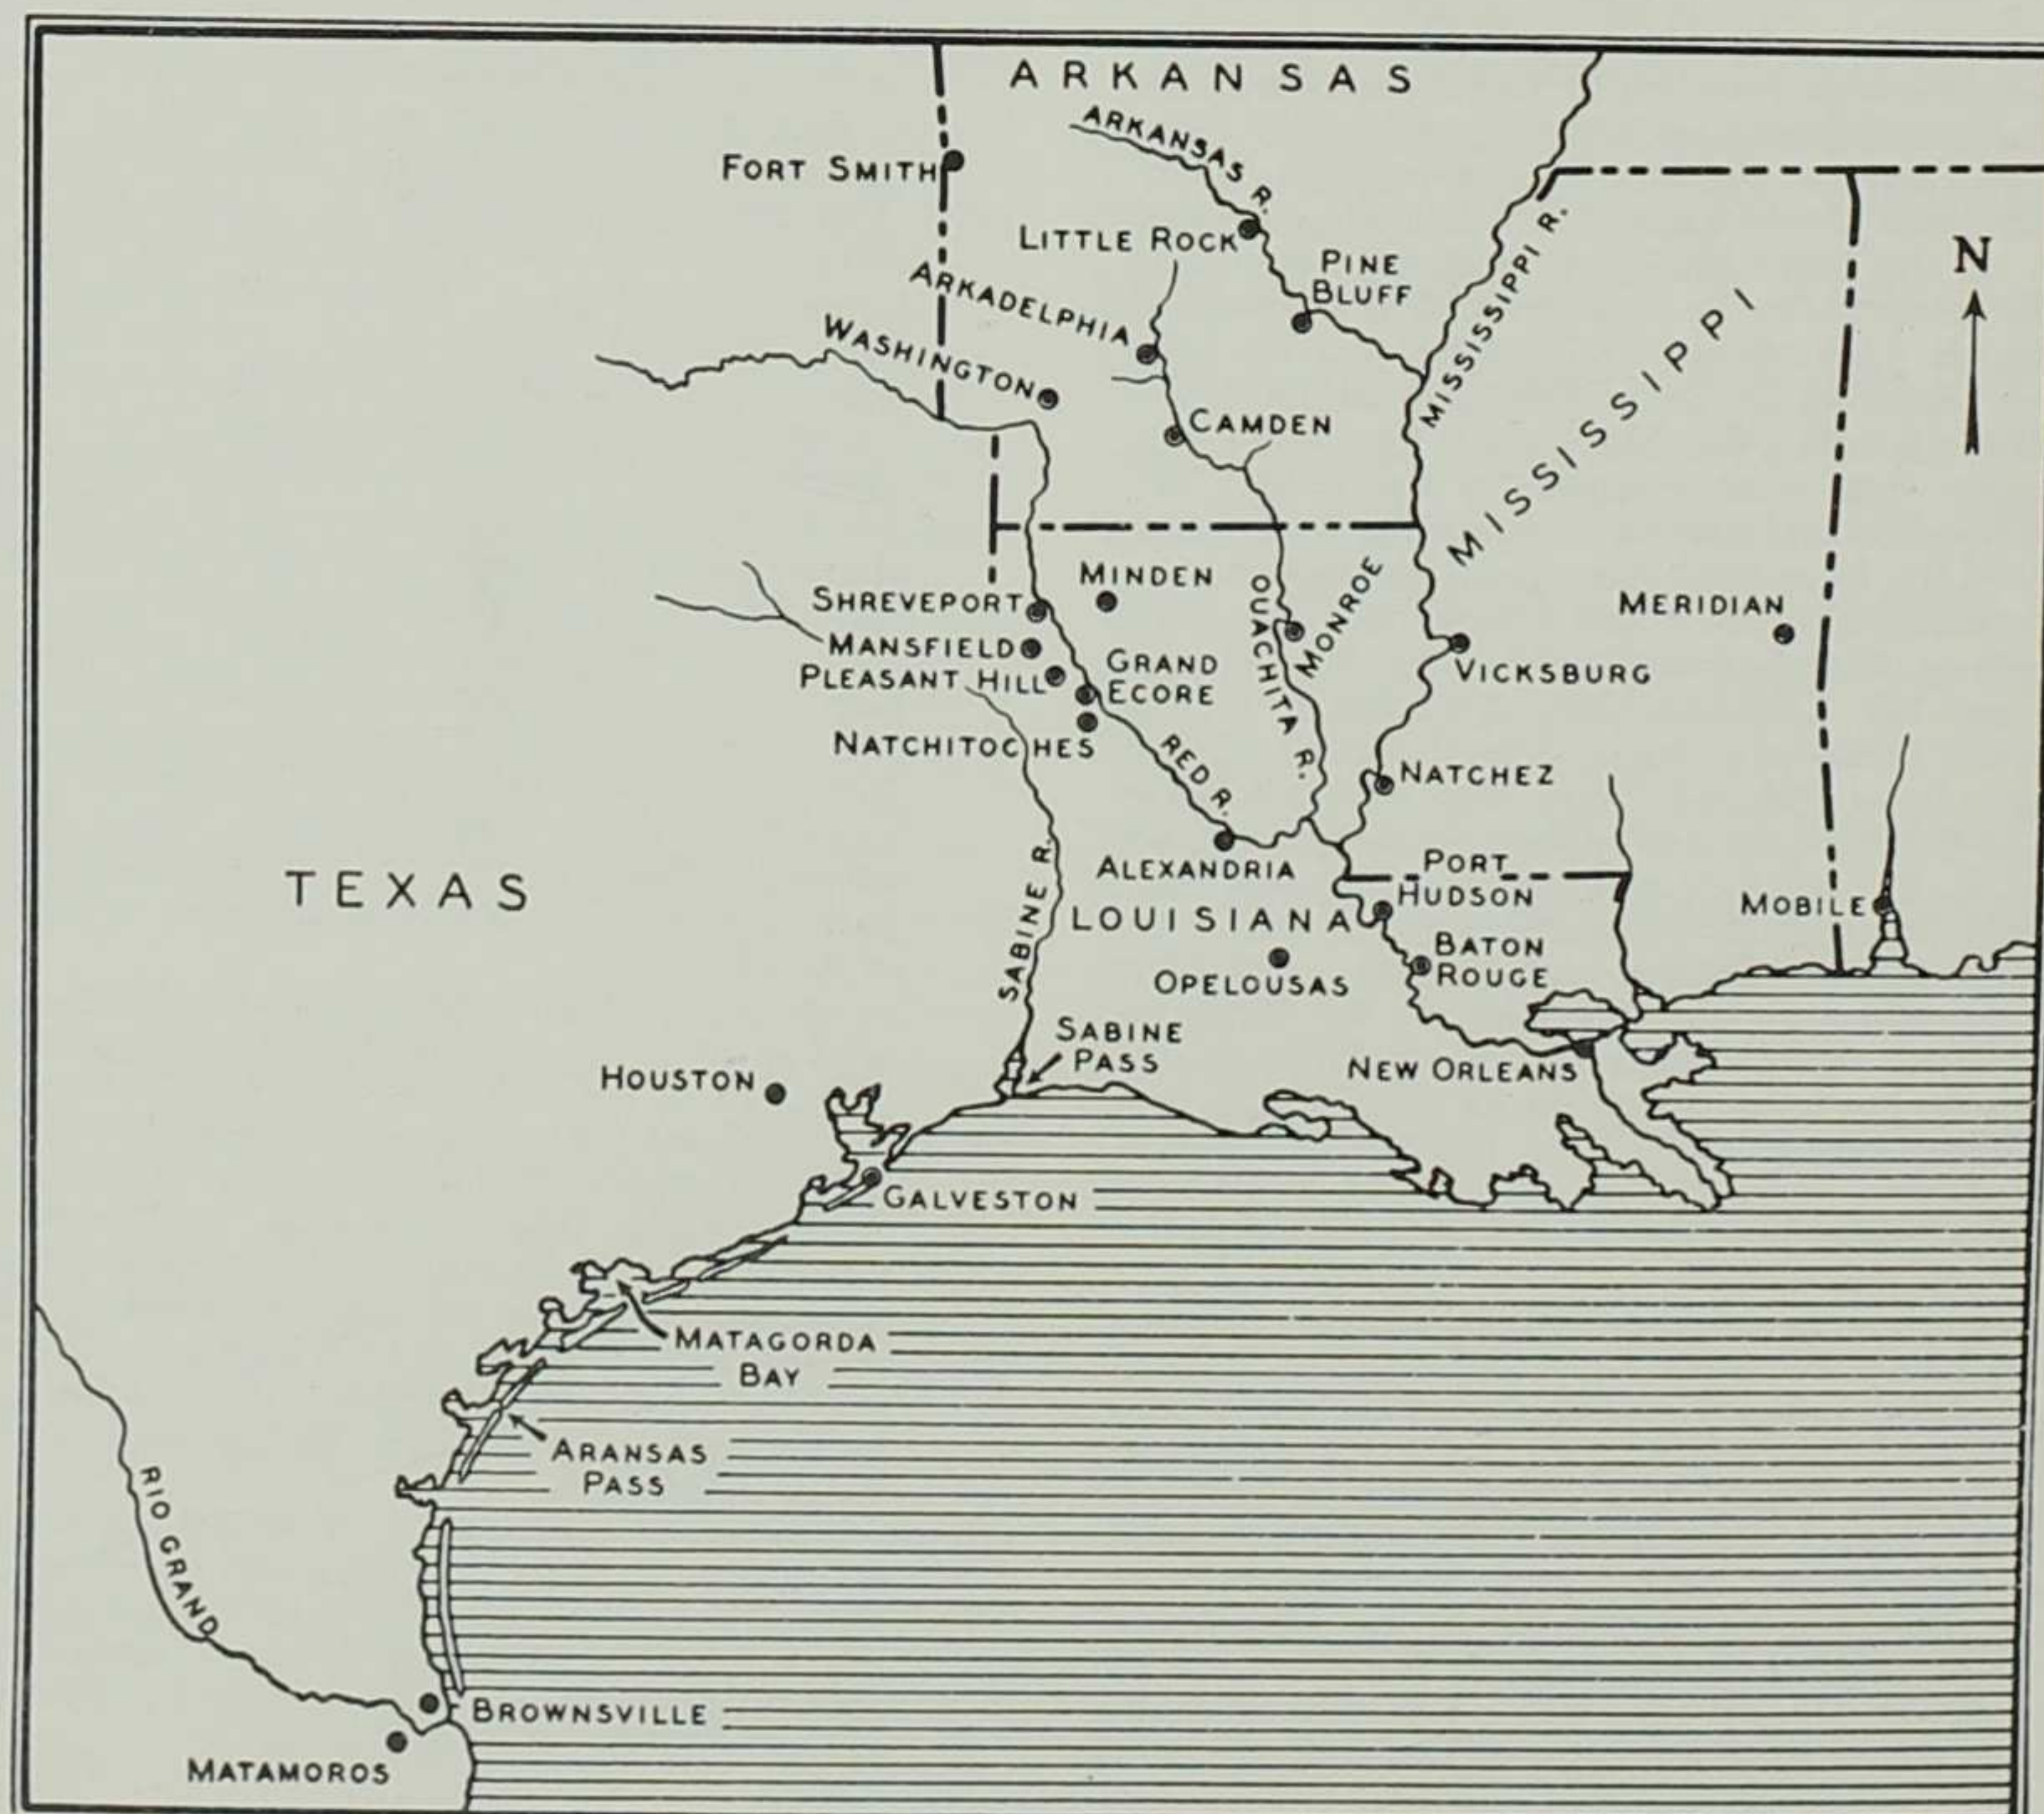 ARKANSAS
ARKANSAS R.
FORT SMITH
LITTLE ROCK
N
PINE
BLUFF
ARKADELPHIA
MISSISSIPPI R.
WASHINGTON
MISSISSIPPI
CAMDEN
MINDEN
OUACHITA R.
MONROE
SHREVEPORT
MERIDIAN
MANSFIELD
PLEASANT HILL
GRAND
ECORE
VICKSBURG
NATCHITOCHES
RED R.
NATCHEZ
TEXAS
SABINE R.
ALEXANDRIA
PORT
HUDSON
MOBILE
LOUISIANA
BATON
ROUGE
OPELOUSAS
SABINE
PASS
HOUSTON
NEW ORLEANS
GALVESTON
MATAGORDA
BAY
ARANSAS
PASS
RIO GRAND
BROWNSVILLE
MATAMOROS